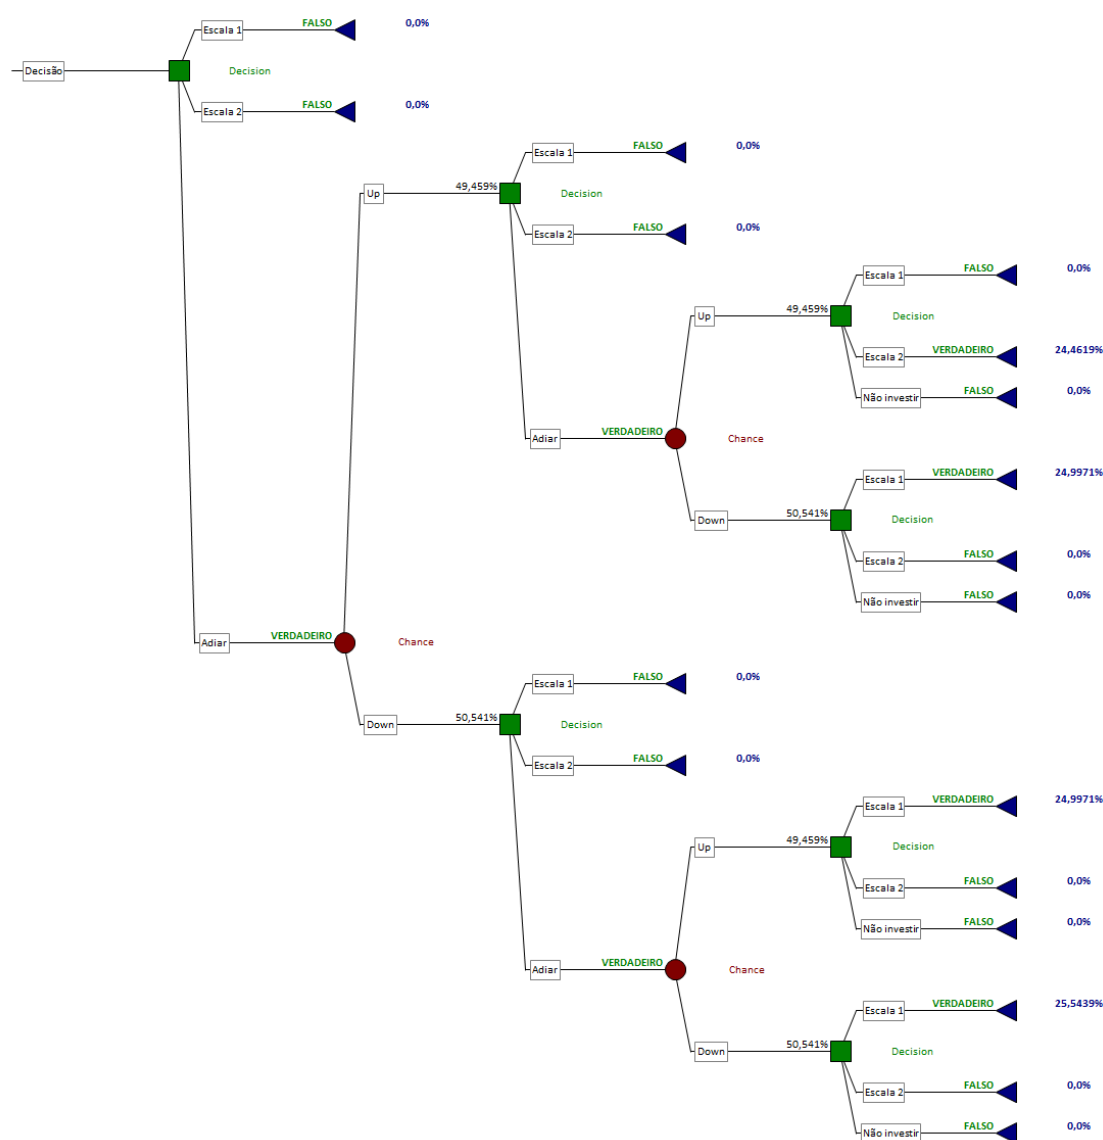 FALSO 0,0%
Escala 1
Decisão Decision
FALSO 0,0%
Escala 2
FALSO 0,0%
Escala 1
49,459%
Up Decision
FALSO 0,0%
Escala 2
FALSO 0,0%
Escala 1
49,459%
Up Decision
VERDADEIRO 24,4619%
Escala 2
FALSO 0,0%
Não investir
VERDADEIRO
Adiar Chance
VERDADEIRO 24,9971%
Escala 1
50,541%
Down Decision
FALSO 0,0%
Escala 2
FALSO 0,0%
Não investir
VERDADEIRO
Adiar Chance
FALSO 0,0%
Escala 1
50,541%
Down Decision
FALSO 0,0%
Escala 2
VERDADEIRO 24,9971%
Escala 1
49,459%
Up Decision
FALSO 0,0%
Escala 2
FALSO 0,0%
Não investir
VERDADEIRO
Adiar Chance
VERDADEIRO 25,5439%
Escala 1
50,541%
Down Decision
FALSO 0,0%
Escala 2
FALSO 0,0%
Não investir